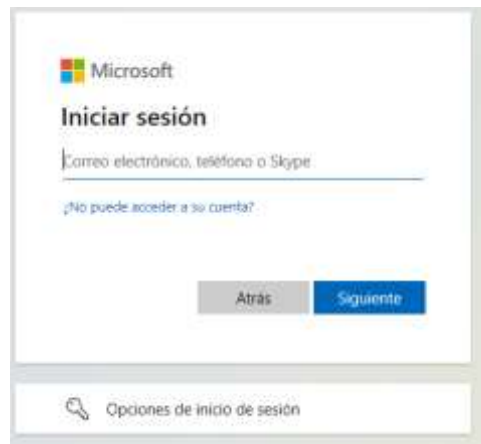 Microsoft
Iniciar sesión
Correo electrónico, teléfono o Skype
¿No puede acceder a su cuenta?
Atrás
Siguiente
Opciones de inicio de sesión